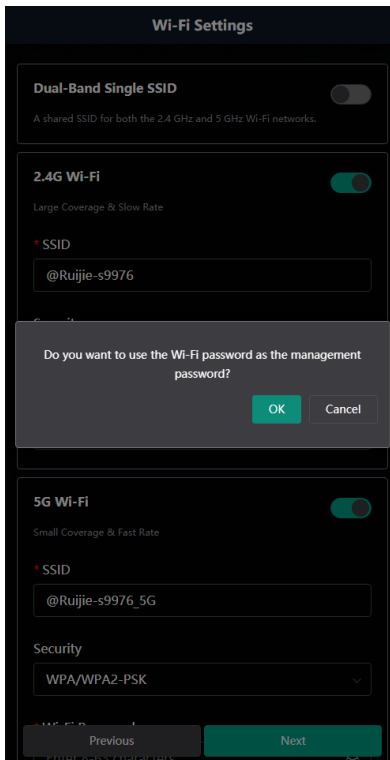 Wi-Fi Settings
Dual-Band Single SSID
A shared SSID for both the 2.4 GHz and 5 GHz Wi-Fi networks.
2.4G Wi-Fi
Large Coverage & Slow Rate
* SSID
@Ruijie-s9976
Do you want to use the Wi-Fi password as the management
password?
OK
Cancel
5G Wi-Fi
Small Coverage & Fast Rate
* SSID
@Ruijie-s9976_5G
Security
WPA/WPA2-PSK
Previous
Next